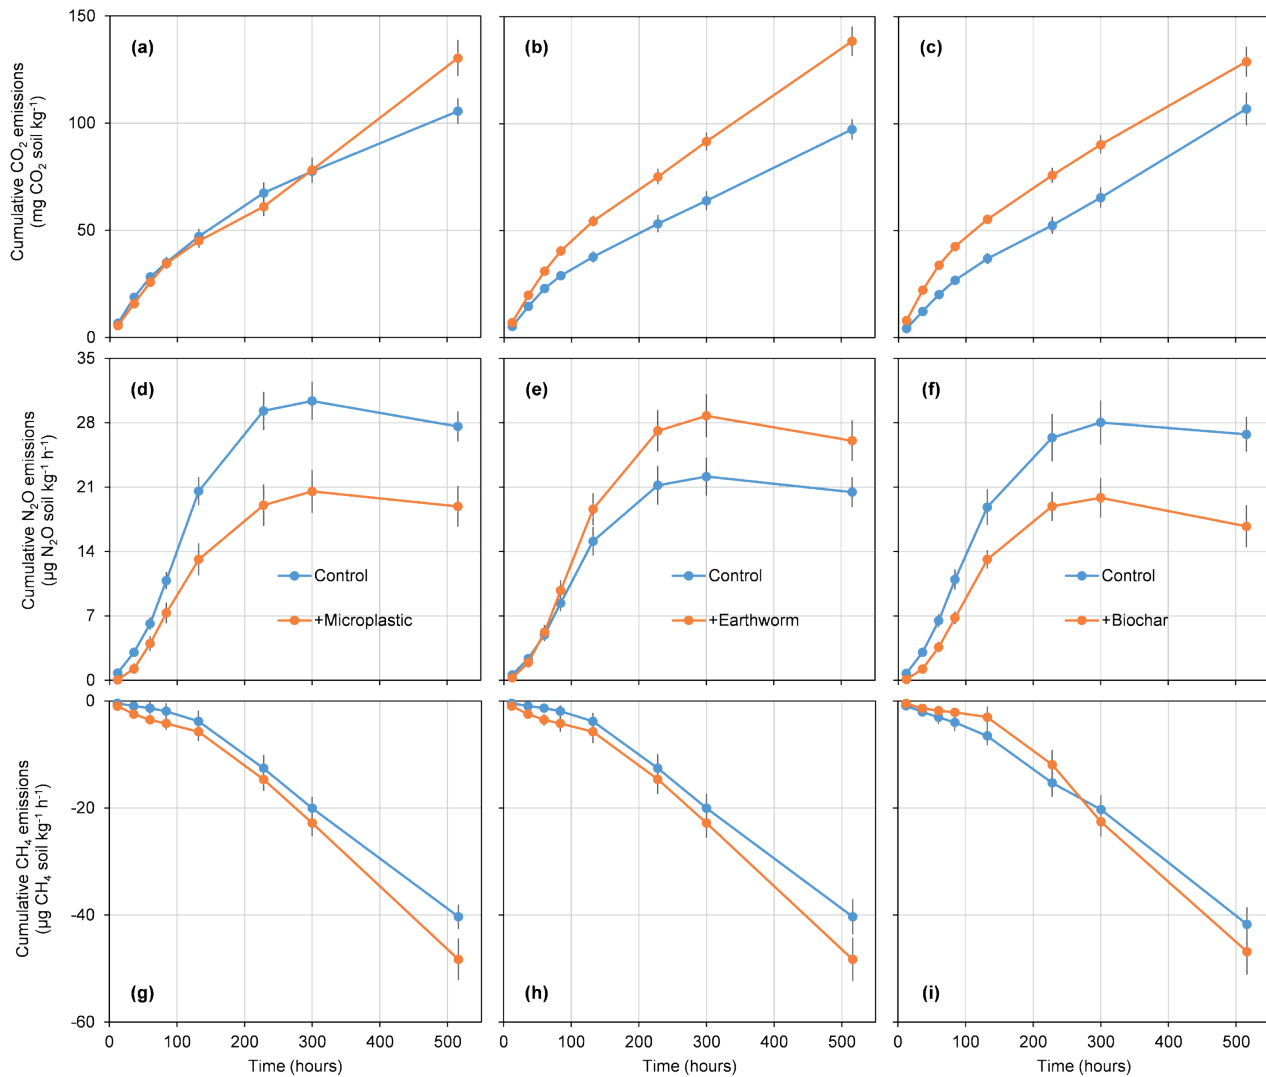 Cumulative CO₂ emissions
(mg CO₂ soil kg⁻¹)
150
100
50
0
(a)
(b)
(c)
Cumulative N₂O emissions
(µg N₂O soil kg⁻¹ h⁻¹)
35
28
21
14
7
0
(d)
Control
+Microplastic
(e)
Control
+Earthworm
(f)
Control
+Biochar
Cumulative CH₄ emissions
(µg CH₄ soil kg⁻¹ h⁻¹)
0
-20
-40
-60
(g)
(h)
(i)
0 100 200 300 400 500
0 100 200 300 400 500
0 100 200 300 400 500
Time (hours)
Time (hours)
Time (hours)